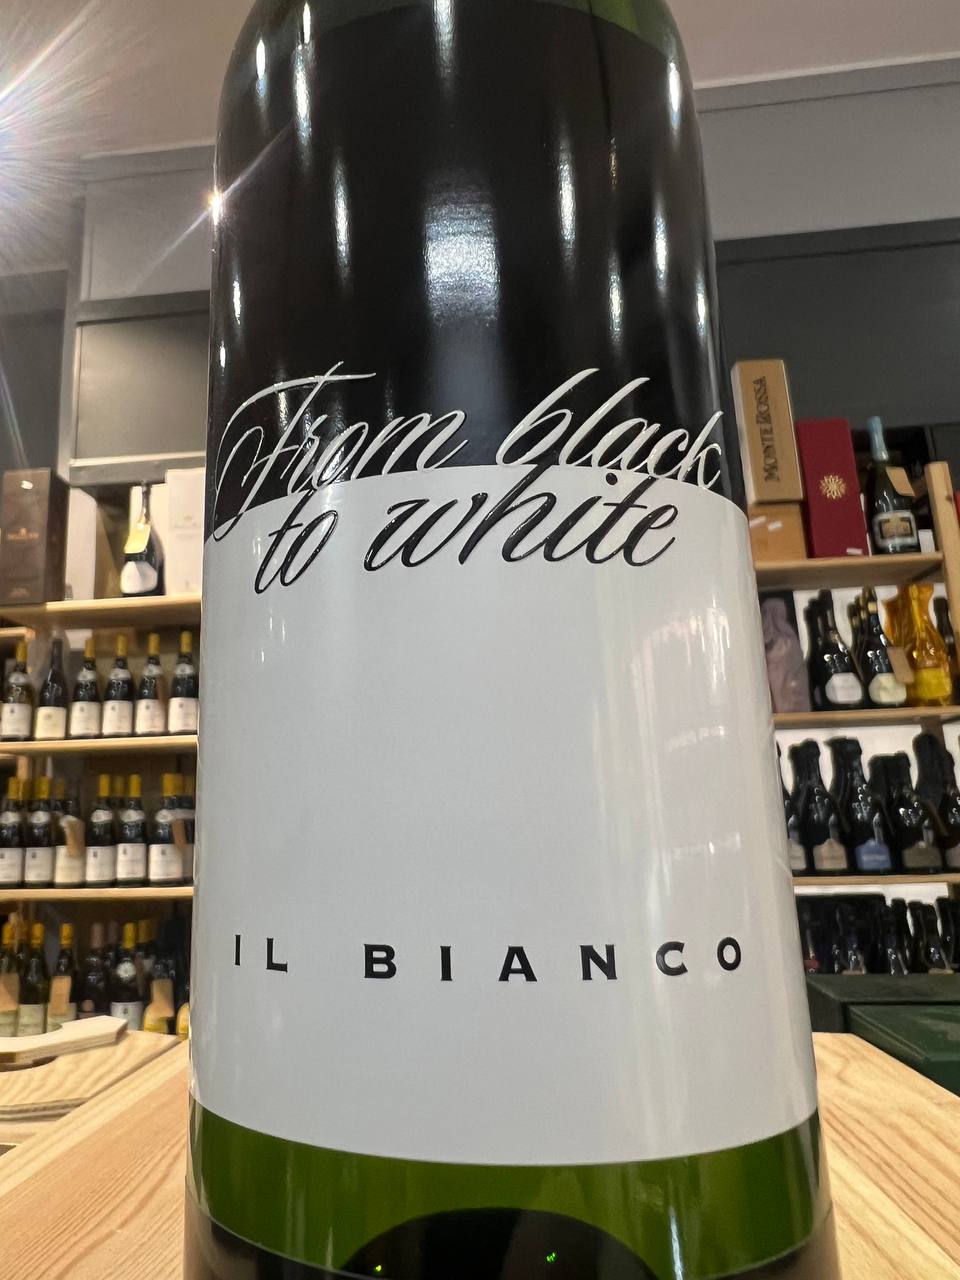 From black
to white
IL BIANCO
MONTE ROSSA